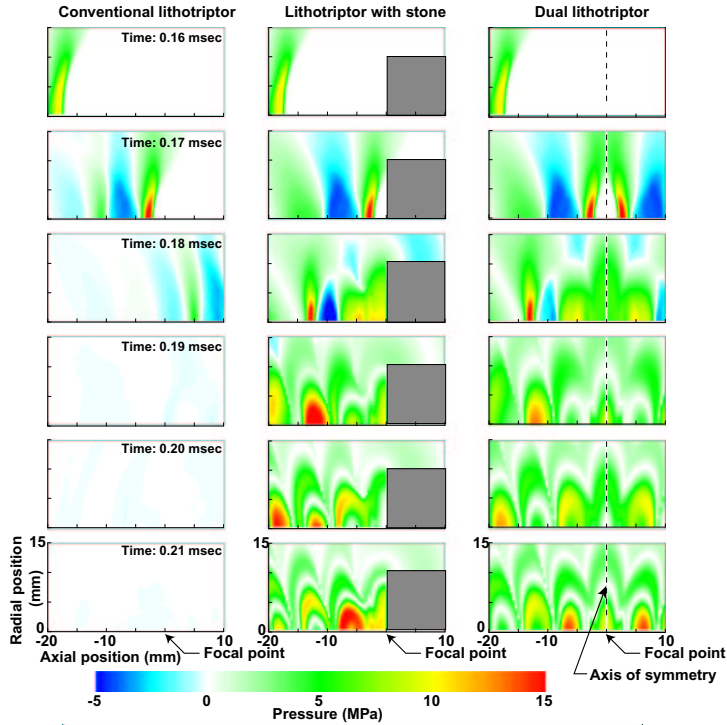 Conventional lithotriptor Lithotriptor with stone Dual lithotriptor
Time: 0.16 msec
Time: 0.17 msec
Time: 0.18 msec
Time: 0.19 msec
Time: 0.20 msec
Time: 0.21 msec
15 15 15
Radial position
(mm)
0 0 0
-20 -10 10 -20 -10 10 -20 -10 10
Axial position (mm) Focal point Focal point Focal point
Axis of symmetry
-5 0 5 10 15
Pressure (MPa)